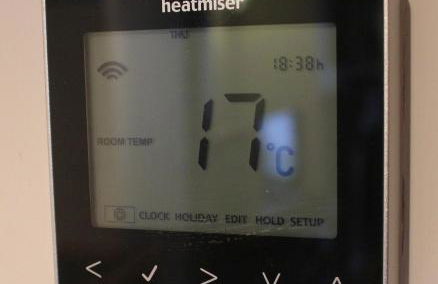 heatmiser
THU
18:38h
17 °C
ROOM TEMP
CLOCK HOLIDAY EDIT HOLD SETUP